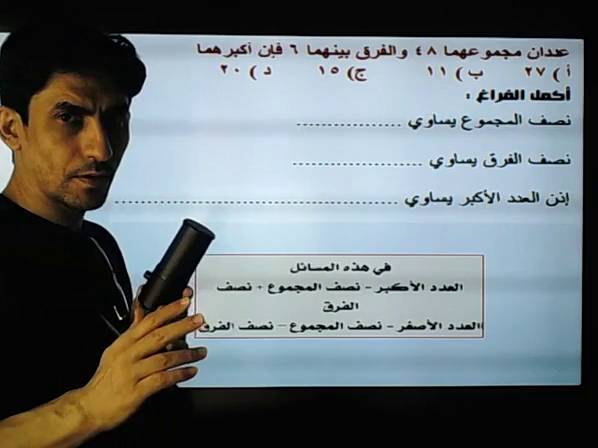 عددان مجموعهما ٤٨ والفرق بينهما ٦ فإن أكبرهما
أ ) ٢٧ ب ) ١١ ج) ١٥ د ) ٢٠
أكمل الفراغ :
نصف المجموع يساوي ....................
نصف الفرق يساوي ....................
إذن العدد الأكبر يساوي ........................................
في هذه المسائل
العدد الأكبر - نصف المجموع + نصف
الفرق
العدد الأصغر - نصف المجموع – نصف الفرق